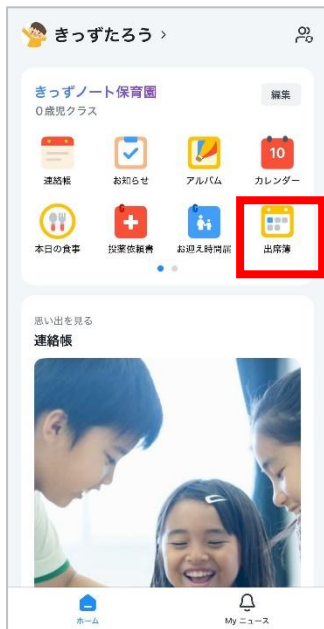 きっずたろう
きっずノート保育園
編集
0歳児クラス
10
連絡帳
お知らせ
アルバム
カレンダー
本日の食事
投薬依頼書
お迎え時間届
出席簿
思い出を見る
連絡帳
ホーム
My ニュース